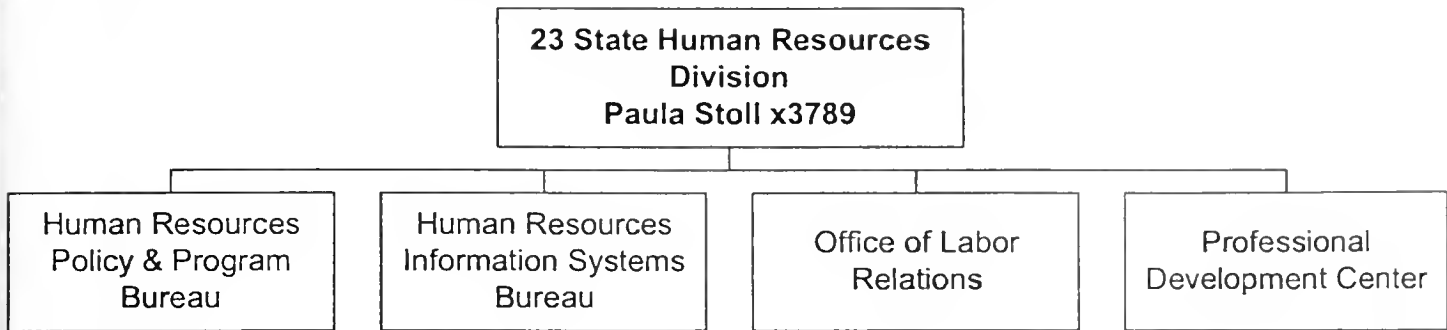 23 State Human Resources
Division
Paula Stoll x3789
Human Resources
Policy & Program
Bureau
Human Resources
Information Systems
Bureau
Office of Labor
Relations
Professional
Development Center